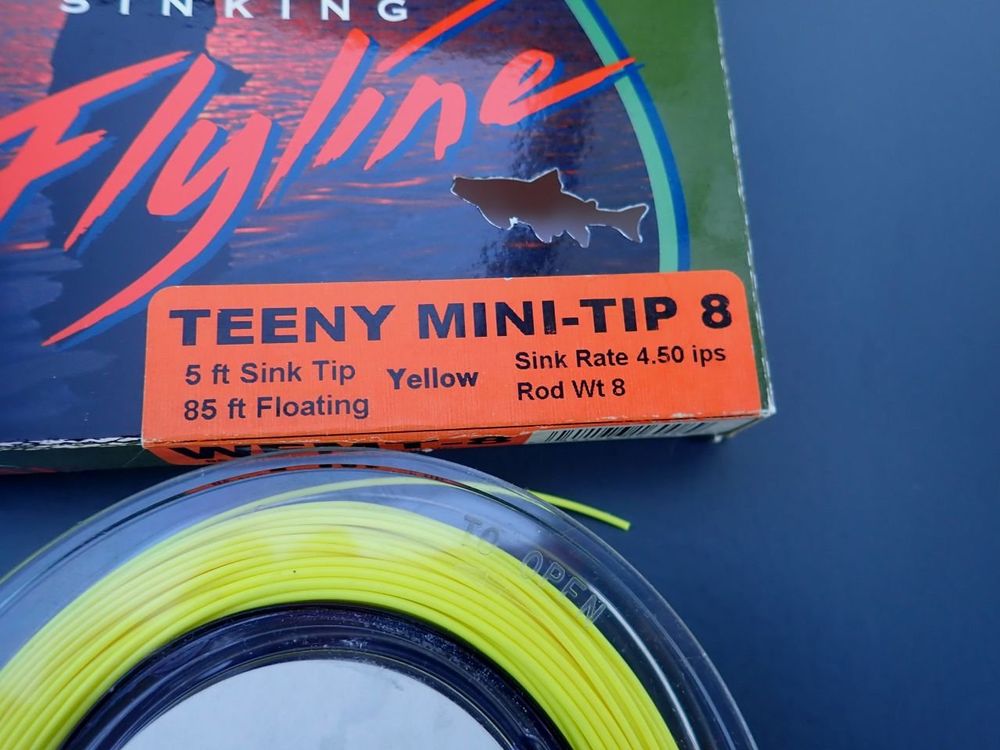 SINKING
Flyline
TEENY MINI-TIP 8
5 ft Sink Tip
85 ft Floating
Yellow
Sink Rate 4.50 ips
Rod Wt 8
TO OPEN